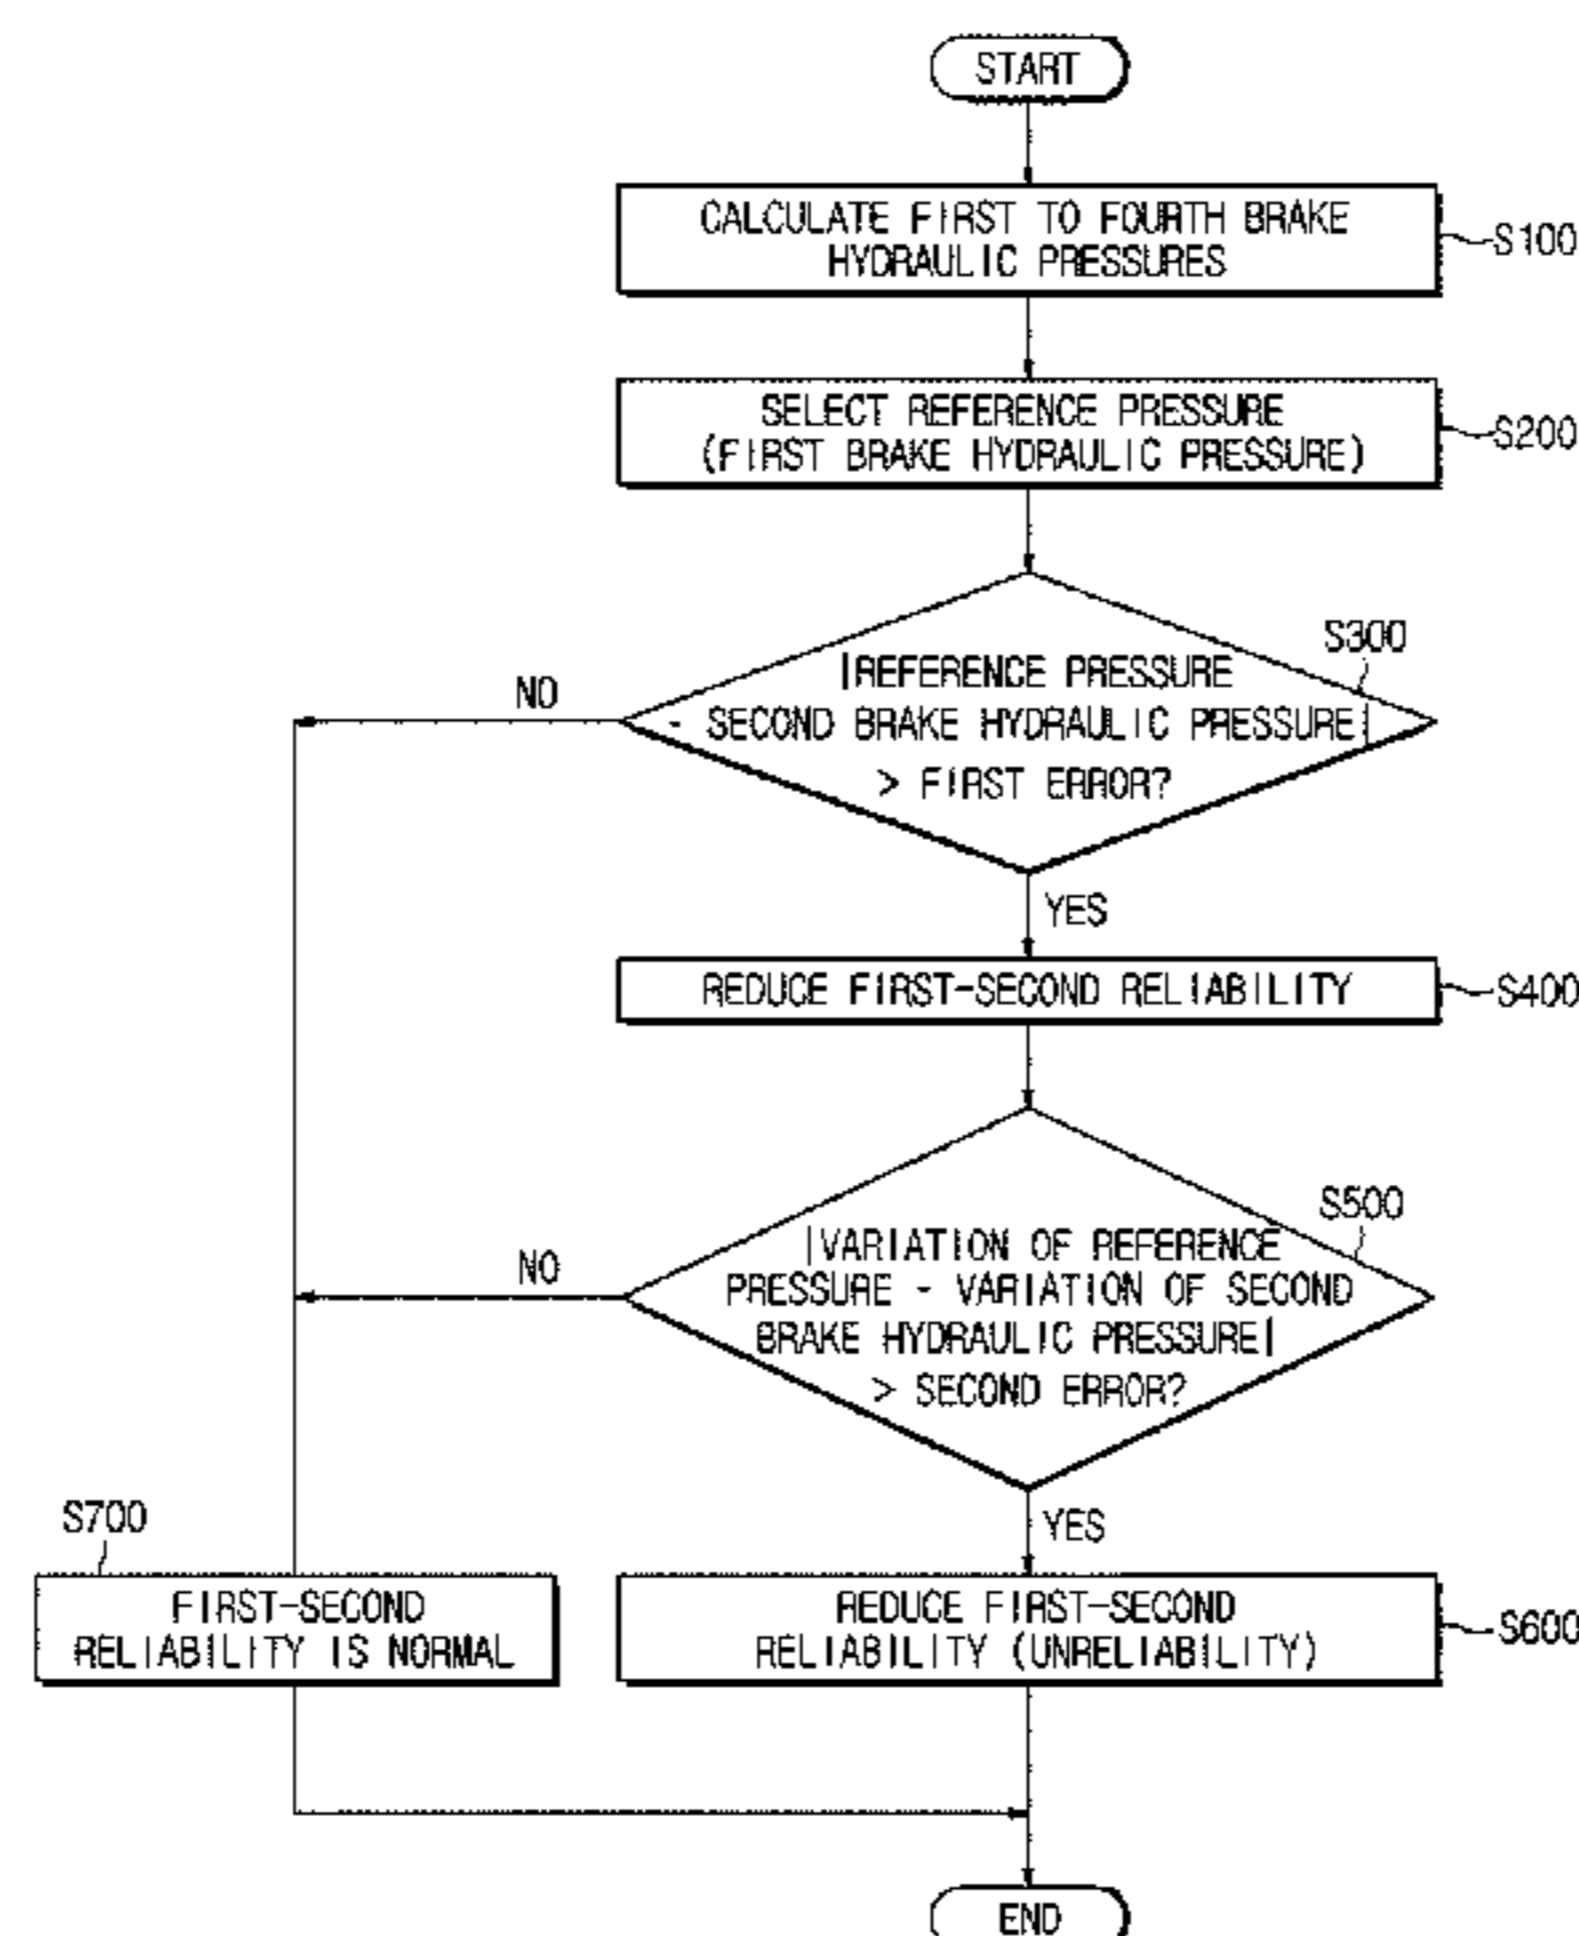 START
CALCULATE FIRST TO FOURTH BRAKE
HYDRAULIC PRESSURES
S100
SELECT REFERENCE PRESSURE
(FIRST BRAKE HYDRAULIC PRESSURE)
S200
S300
|REFERENCE PRESSURE
- SECOND BRAKE HYDRAULIC PRESSURE|
> FIRST ERROR?
NO
YES
REDUCE FIRST-SECOND RELIABILITY
S400
S500
|VARIATION OF REFERENCE
PRESSURE - VARIATION OF SECOND
BRAKE HYDRAULIC PRESSURE|
> SECOND ERROR?
NO
YES
S700
FIRST-SECOND
RELIABILITY IS NORMAL
REDUCE FIRST-SECOND
RELIABILITY (UNRELIABILITY)
S600
END